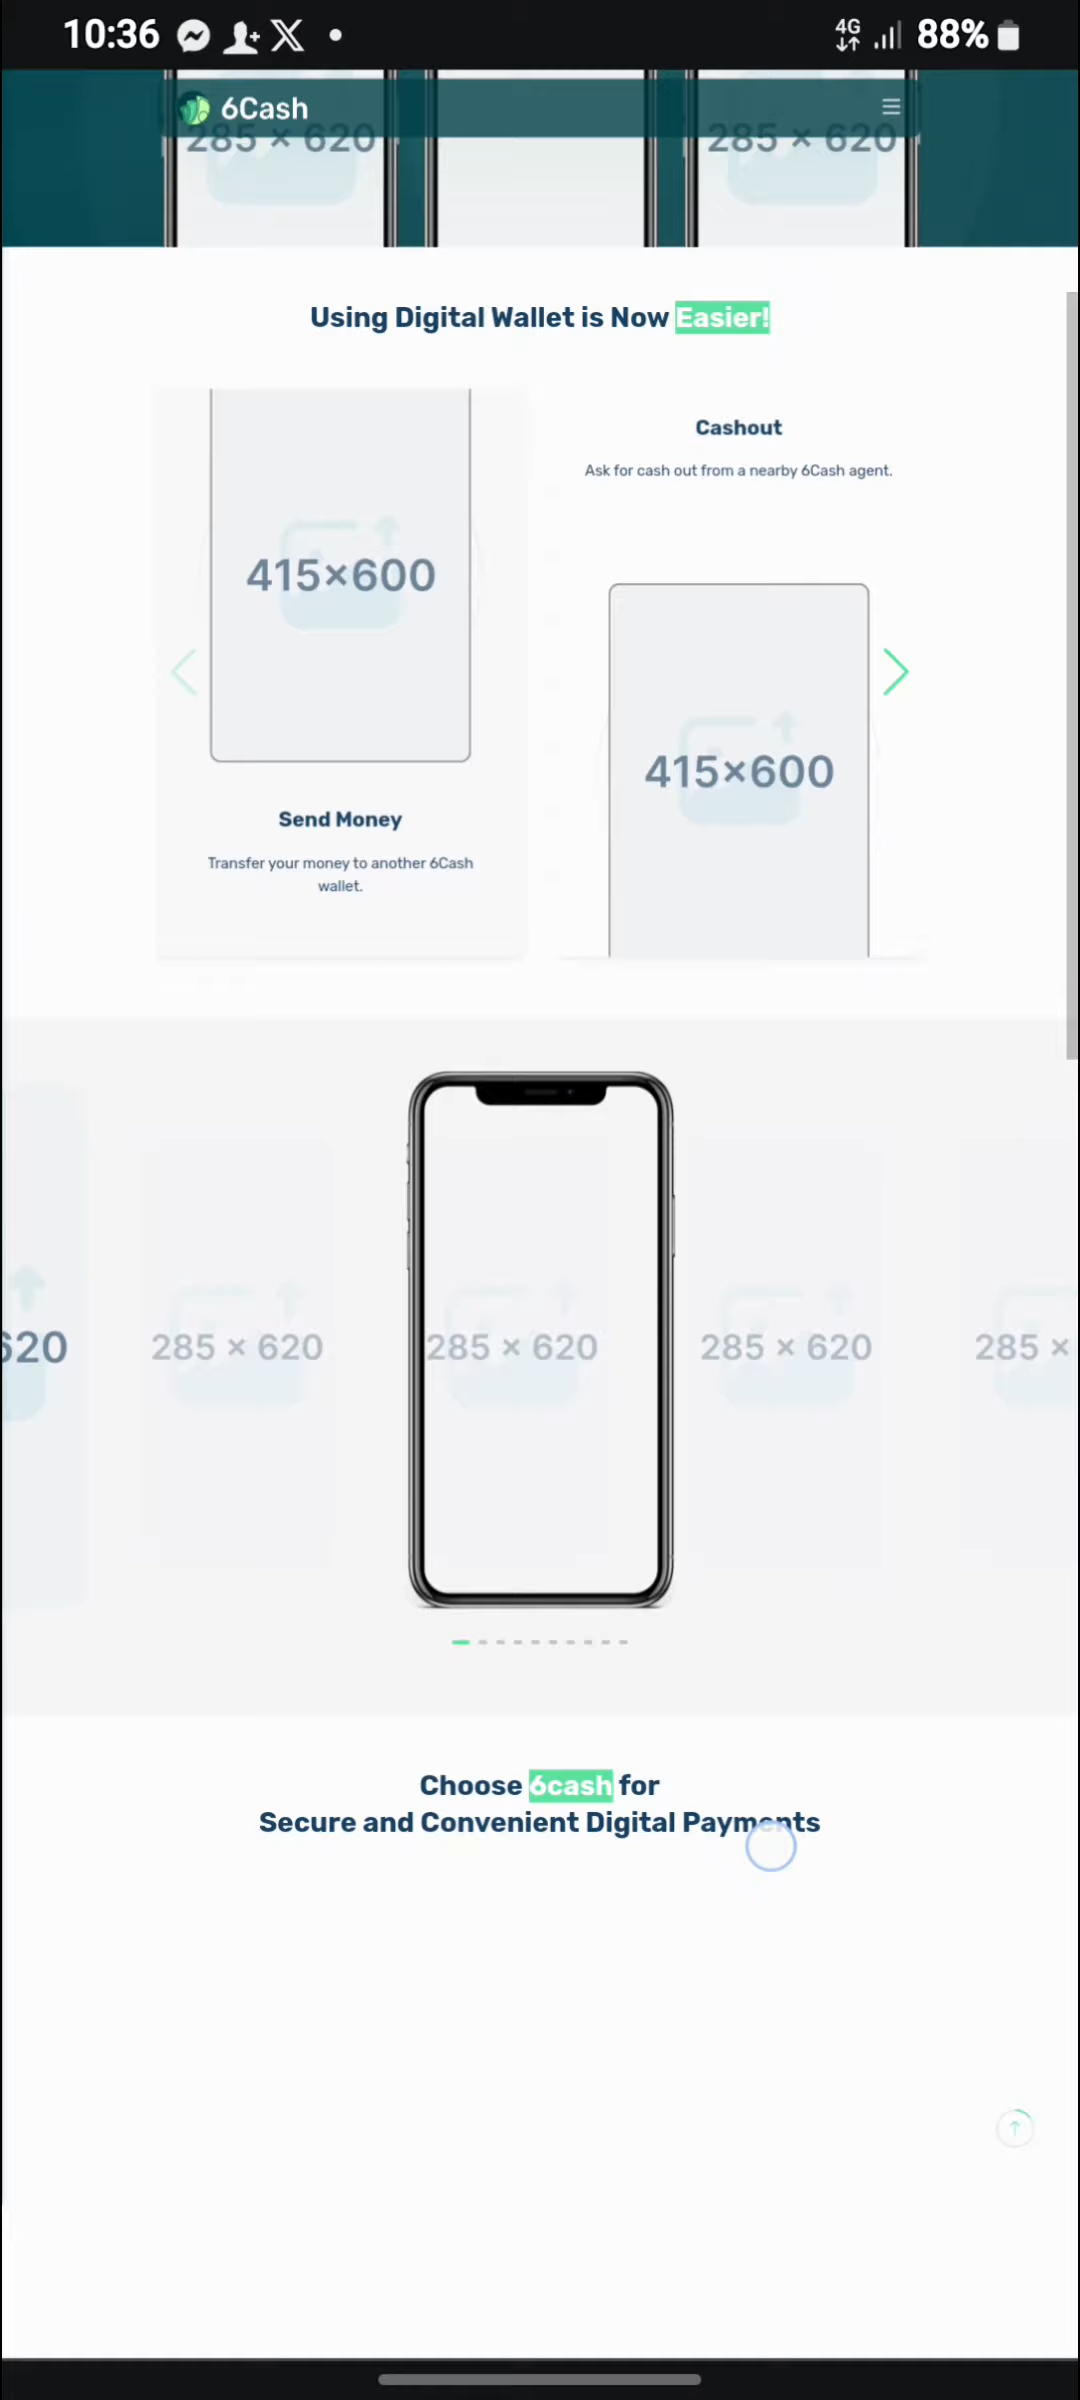 10:36
4G
88%
6Cash
285 × 620
285 × 620
Using Digital Wallet is Now Easier!
415×600
Send Money
Transfer your money to another 6Cash
wallet.
Cashout
Ask for cash out from a nearby 6Cash agent.
415×600
620
285 × 620
285 × 620
285 × 620
285 ×
Choose 6cash for
Secure and Convenient Digital Payments